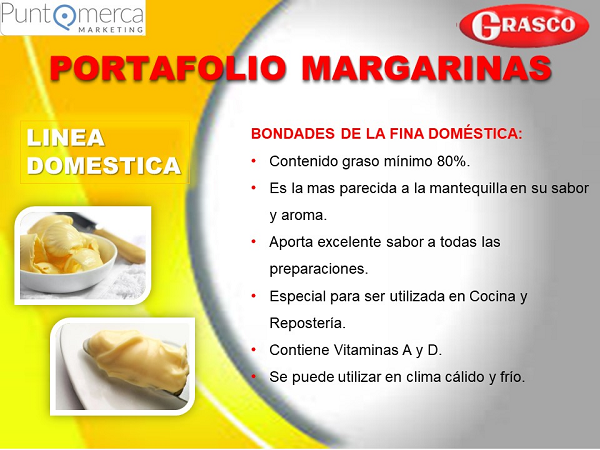 PuntQmerca
MARKETING
GRASCO
PORTAFOLIO MARGARINAS
LINEA
DOMESTICA
BONDADES DE LA FINA DOMÉSTICA:
• Contenido graso mínimo 80%.
• Es la mas parecida a la mantequilla en su sabor
y aroma.
• Aporta excelente sabor a todas las
preparaciones.
• Especial para ser utilizada en Cocina y
Repostería.
• Contiene Vitaminas A y D.
• Se puede utilizar en clima cálido y frío.